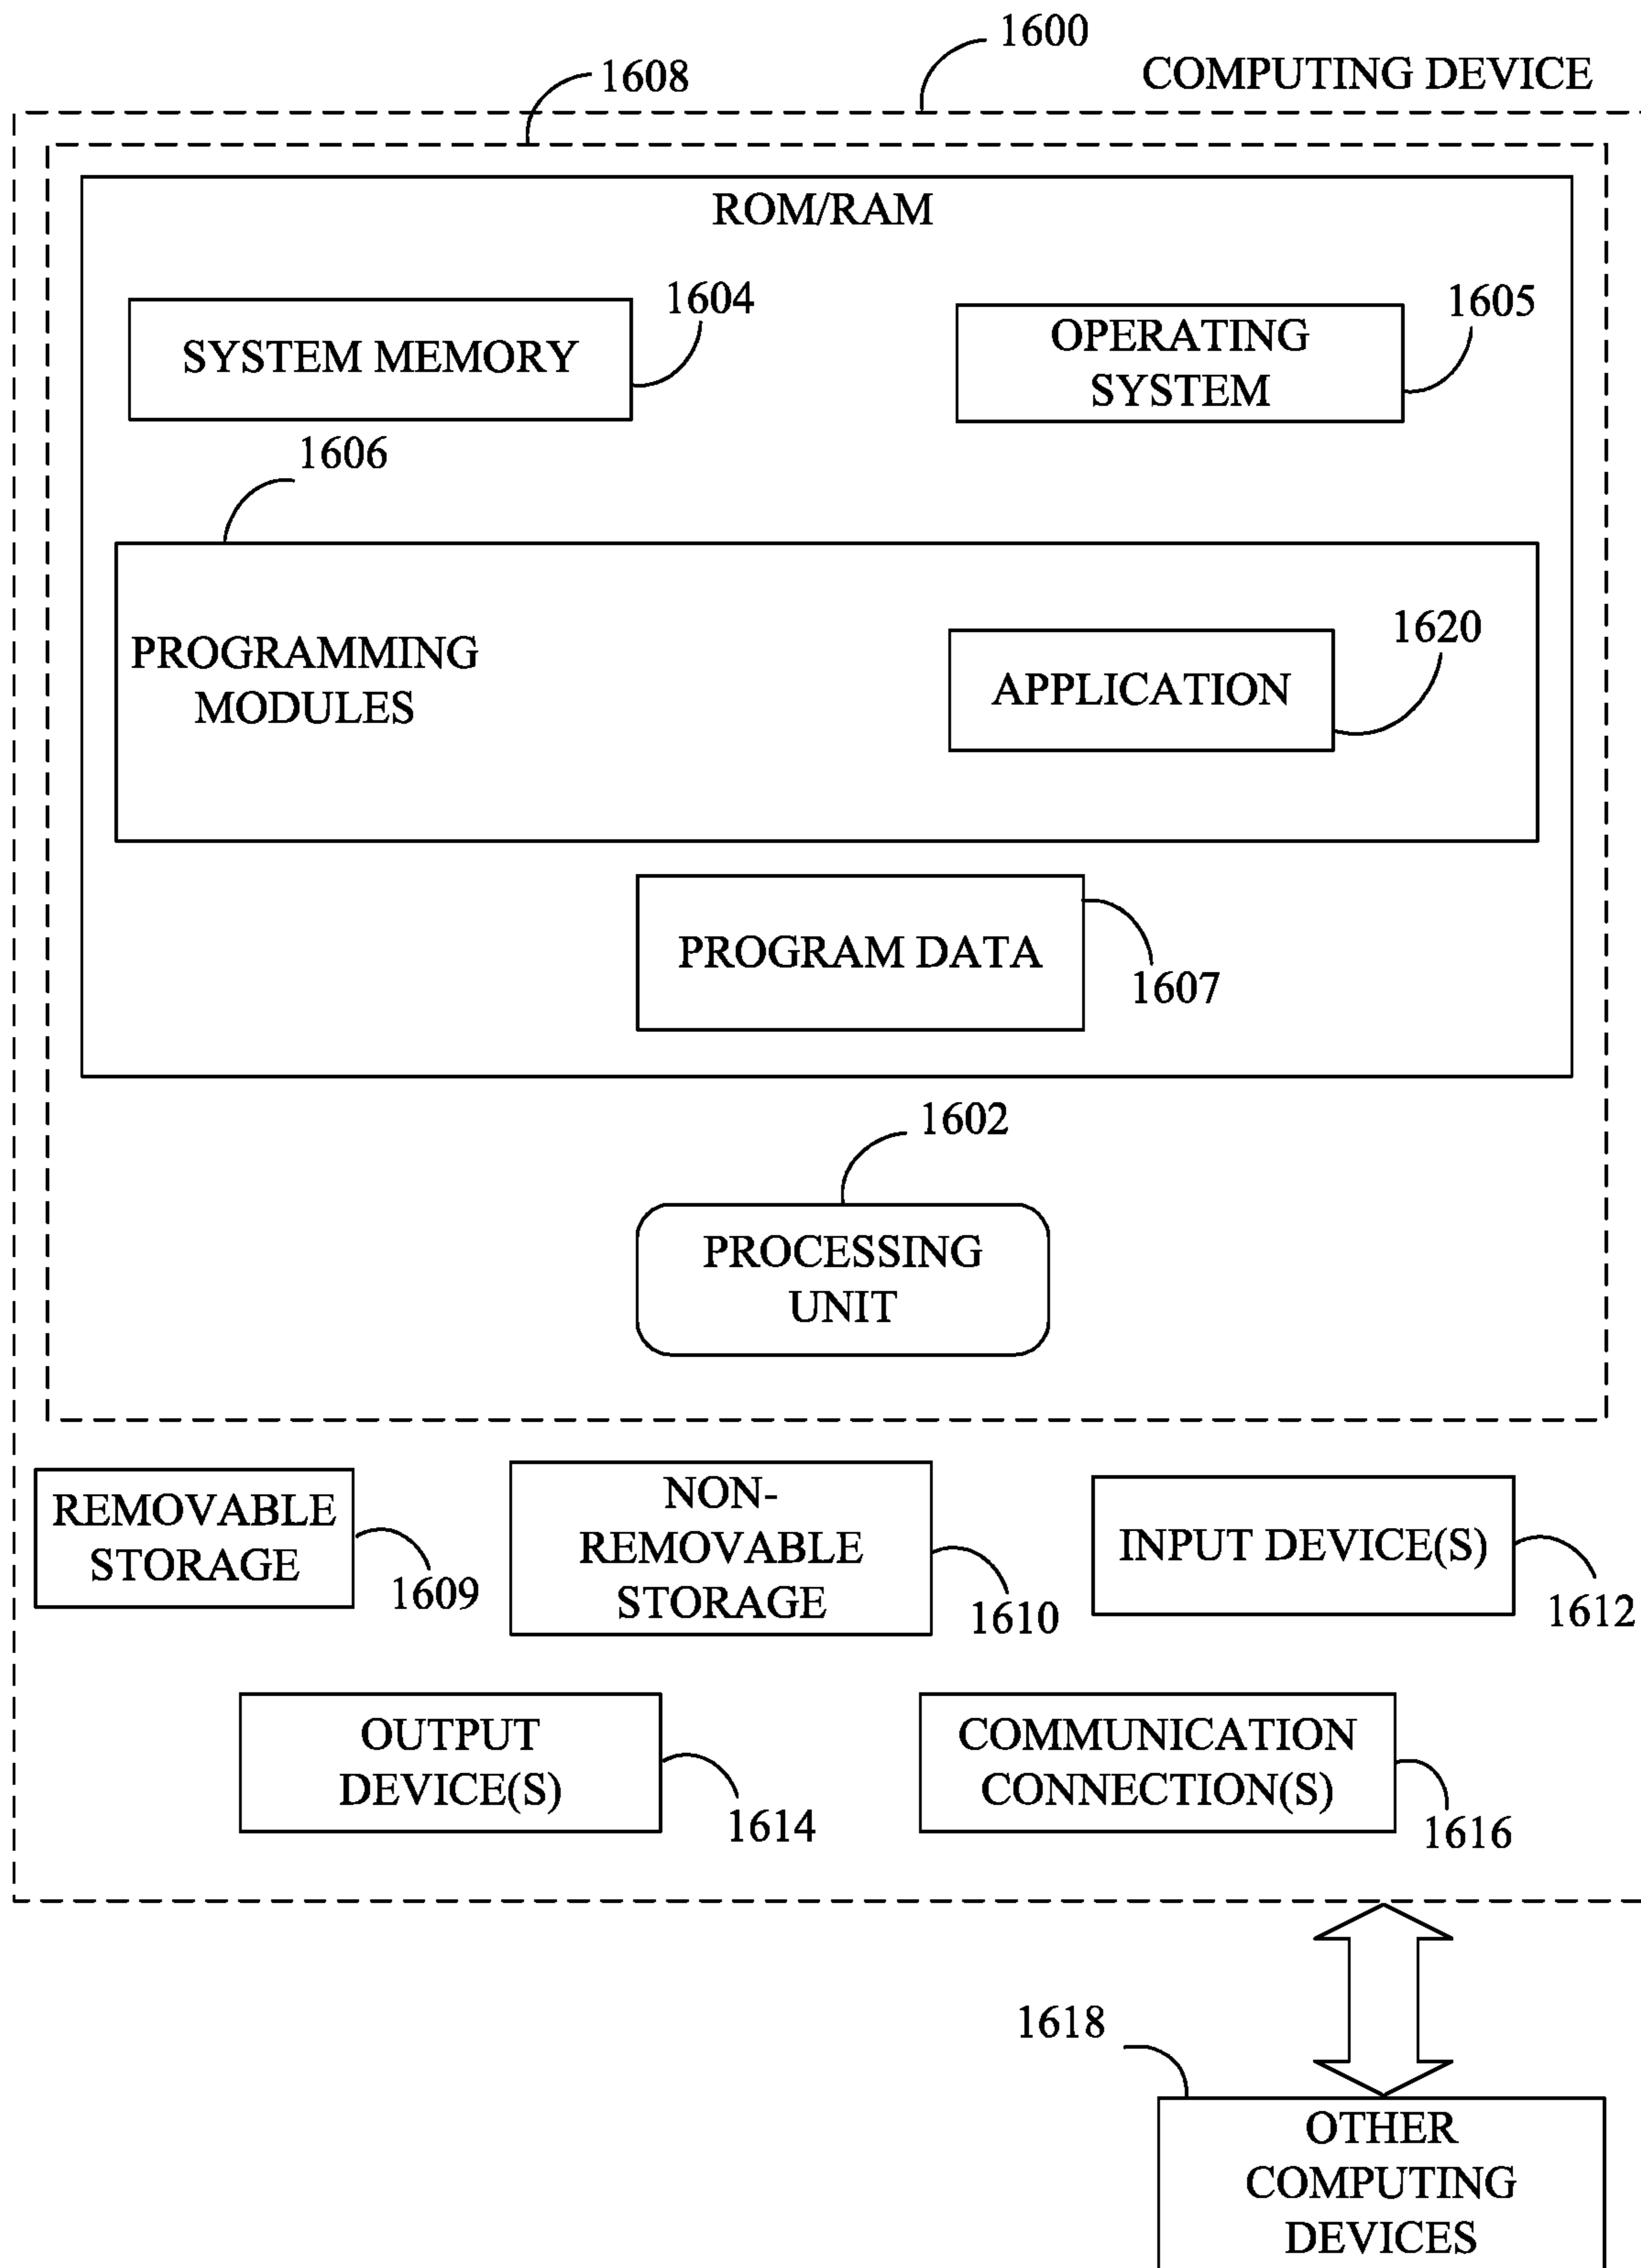 1600
COMPUTING DEVICE
1608
ROM/RAM
SYSTEM MEMORY
1604
OPERATING
SYSTEM
1605
1606
PROGRAMMING
MODULES
APPLICATION
1620
PROGRAM DATA
1607
1602
PROCESSING
UNIT
REMOVABLE
STORAGE
1609
NON-
REMOVABLE
STORAGE
1610
INPUT DEVICE(S)
1612
OUTPUT
DEVICE(S)
1614
COMMUNICATION
CONNECTION(S)
1616
1618
OTHER
COMPUTING
DEVICES